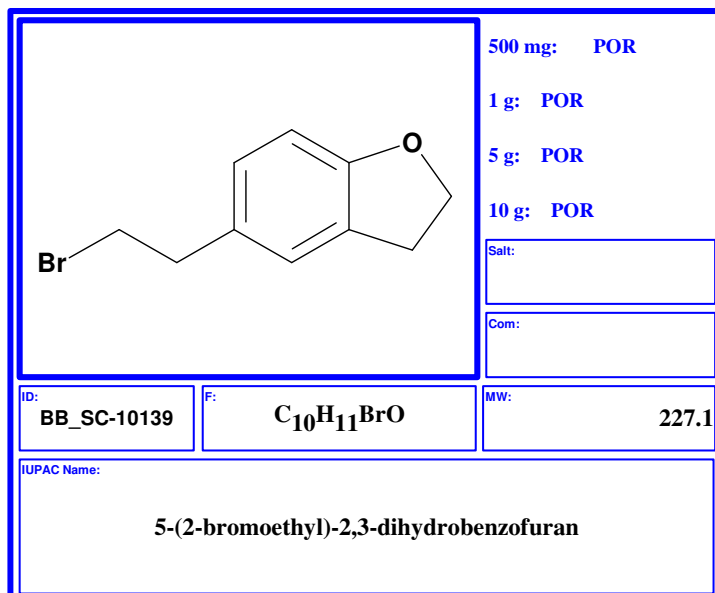 500 mg: POR
1 g: POR
5 g: POR
10 g: POR
O
Br
Salt:
Com:
ID:
BB_SC-10139
F:
C10H11BrO
MW:
227.1
IUPAC Name:
5-(2-bromoethyl)-2,3-dihydrobenzofuran